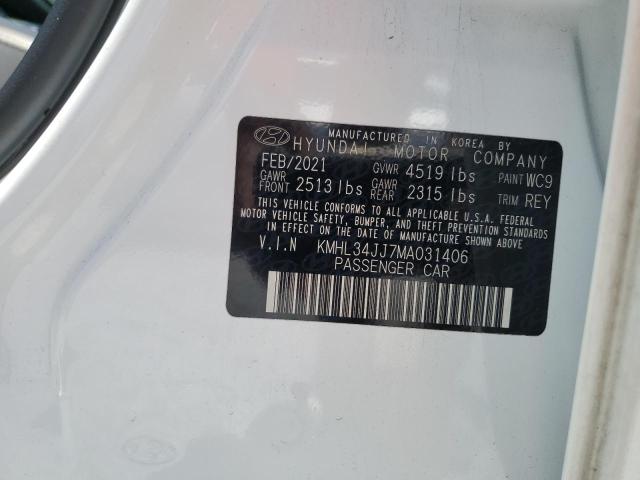 MANUFACTURED IN KOREA BY
HYUNDAI MOTOR COMPANY
FEB/2021 GVWR 4519 lbs PAINT WC9
GAWR FRONT 2513 lbs GAWR REAR 2315 lbs TRIM REY
THIS VEHICLE CONFORMS TO ALL APPLICABLE U.S.A. FEDERAL
MOTOR VEHICLE SAFETY, BUMPER, AND THEFT PREVENTION
STANDARDS IN EFFECT ON THE DATE OF MANUFACTURE SHOWN ABOVE.
V.I.N KMHL34JJ7MA031406
PASSENGER CAR